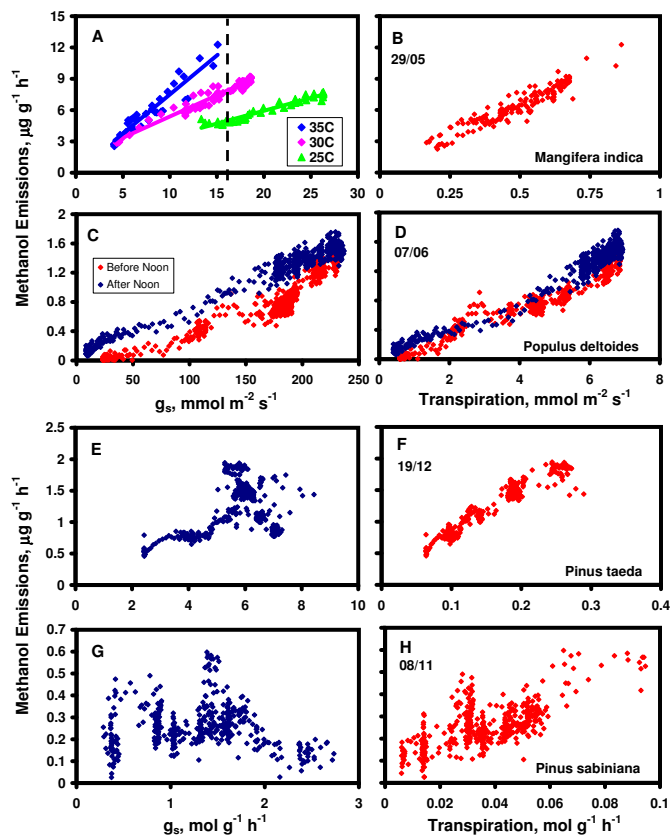 Methanol Emissions, µg g⁻¹ h⁻¹
15
12
9
6
3
0
A
35C
30C
25C
0 5 10 15 20 25 30
B
29/05
Mangifera indica
0 0.25 0.5 0.75 1
1.8
1.6
1.2
0.8
0.4
0
C
Before Noon
After Noon
0 50 100 150 200 250
gs, mmol m⁻² s⁻¹
D
07/06
Populus deltoides
0 2 4 6 8
Transpiration, mmol m⁻² s⁻¹
Methanol Emissions, µg g⁻¹ h⁻¹
2.5
2
1.5
1
0.5
0
E
0 2 4 6 8 10
F
19/12
Pinus taeda
0 0.1 0.2 0.3 0.4
0.7
0.6
0.5
0.4
0.3
0.2
0.1
0
G
0 1 2 3
gs, mol g⁻¹ h⁻¹
H
08/11
Pinus sabiniana
0 0.02 0.04 0.06 0.08 0.1
Transpiration, mol g⁻¹ h⁻¹